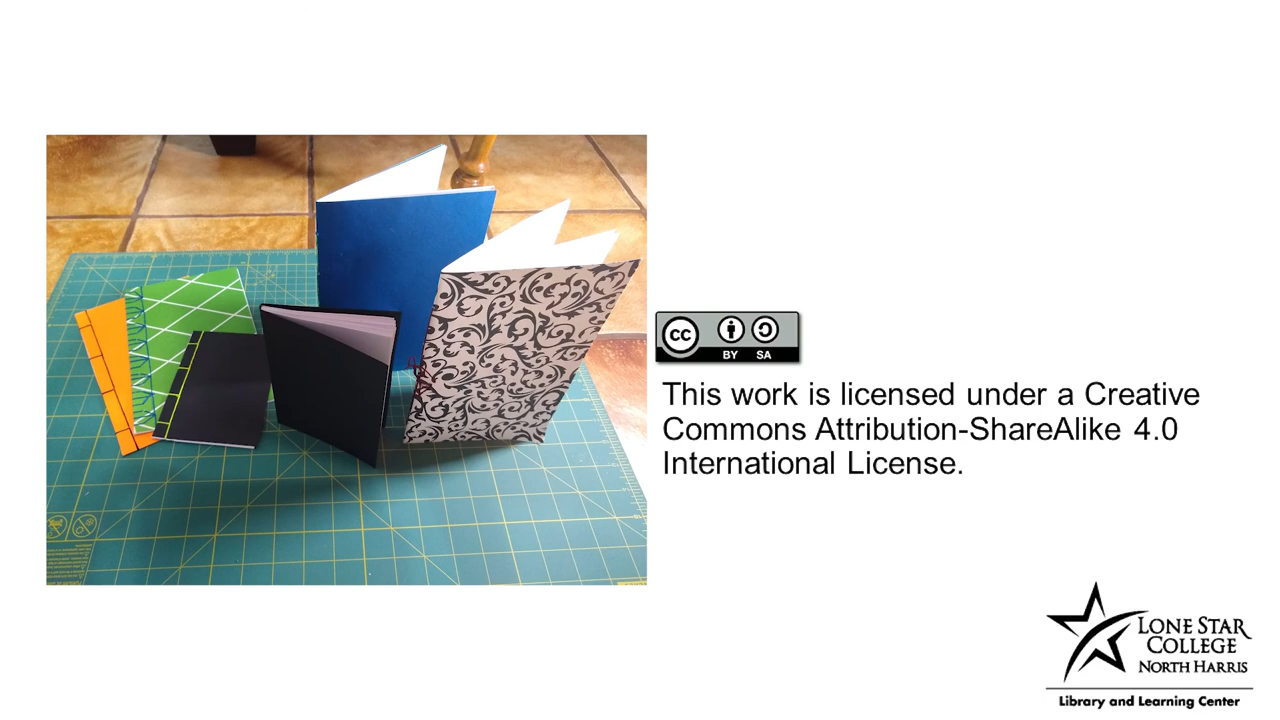 CC
BY SA
This work is licensed under a Creative
Commons Attribution-ShareAlike 4.0
International License.
LONE STAR
COLLEGE
NORTH HARRIS
Library and Learning Center